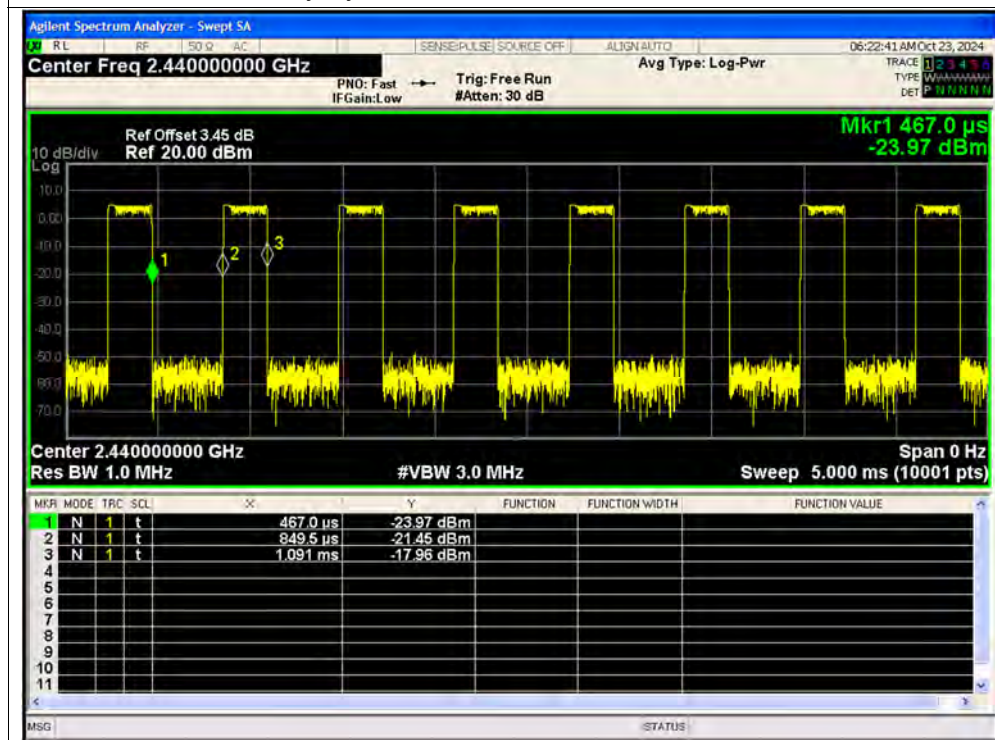 Agilent Spectrum Analyzer - Swept SA
RL RF 50 Ω AC SENSE:PULSE SOURCE OFF ALIGN AUTO 06:22:41 AM Oct 23, 2024
Center Freq 2.440000000 GHz Avg Type: Log-Pwr TRACE 1 2 3 4 5 6
PNO: Fast Trig: Free Run TYPE
IFGain:Low #Atten: 30 dB DET P N N N N N
Mkr1 467.0 µs
Ref Offset 3.45 dB
10 dB/div Ref 20.00 dBm -23.97 dBm
Log
10.0
0.00
-10.0
-20.0
-30.0
-40.0
-50.0
-60.0
-70.0
1 2 3
Center 2.440000000 GHz Span 0 Hz
Res BW 1.0 MHz #VBW 3.0 MHz Sweep 5.000 ms (10001 pts)
MKR MODE TRC SCL X Y FUNCTION FUNCTION WIDTH FUNCTION VALUE
1 N 1 t 467.0 µs -23.97 dBm
2 N 1 t 849.5 µs -21.45 dBm
3 N 1 t 1.091 ms -17.96 dBm
4
5
6
7
8
9
10
11
MSG STATUS